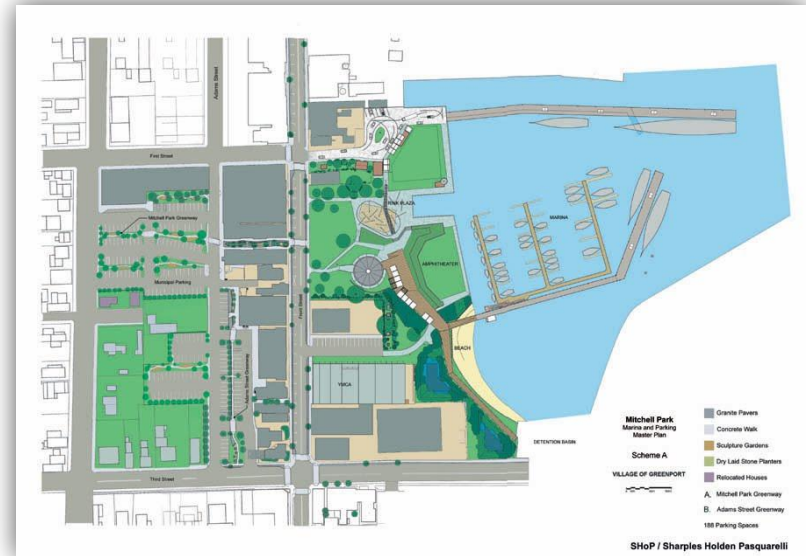 Adams Street
First Street
Mitchell Park Greenway
Municipal Parking
Adams Street Greenway
Front Street
Third Street
RINK PLAZA
AMPHITHEATER
MARINA
BEACH
YMCA
DETENTION BASIN
Mitchell Park
Marina and Parking
Master Plan
Scheme A
VILLAGE OF GREENPORT
Granite Pavers
Concrete Walk
Sculpture Gardens
Dry Laid Stone Planters
Relocated Houses
A. Mitchell Park Greenway
B. Adams Street Greenway
188 Parking Spaces
SHoP / Sharples Holden Pasquarelli